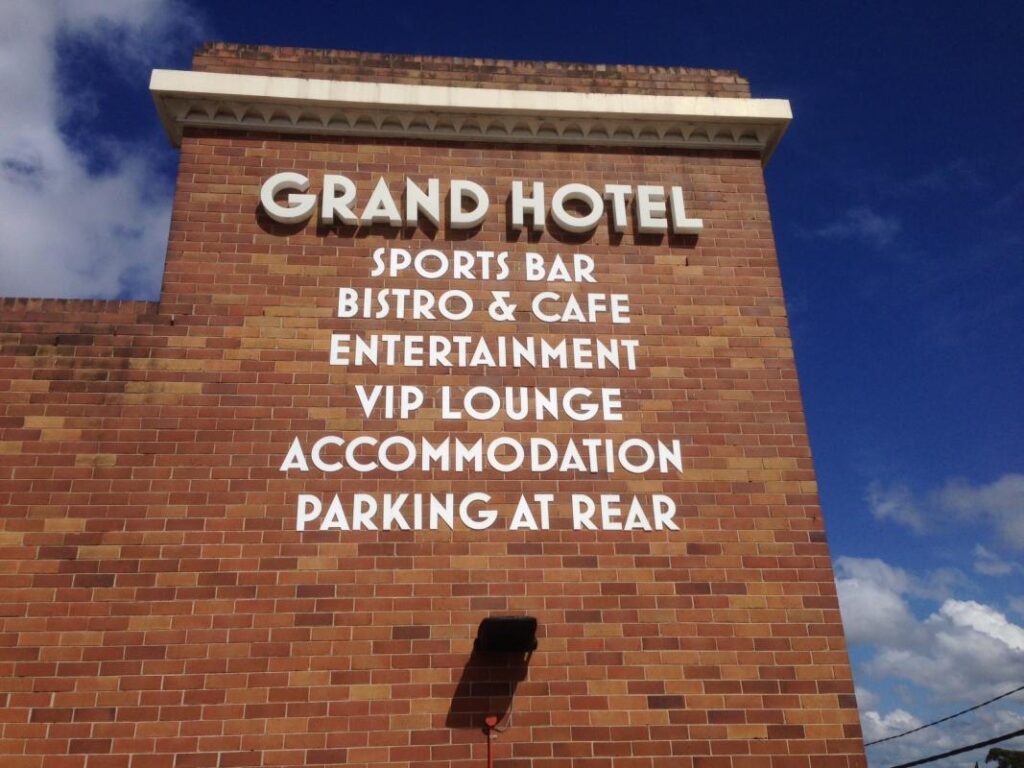 GRAND HOTEL
SPORTS BAR
BISTRO & CAFE
ENTERTAINMENT
VIP LOUNGE
ACCOMMODATION
PARKING AT REAR